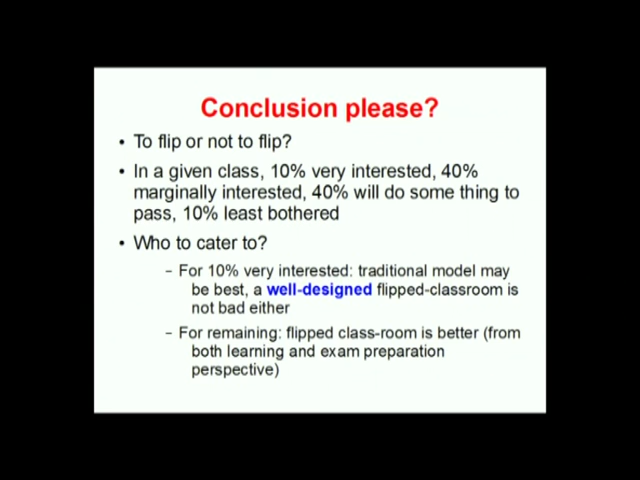 Conclusion please?
• To flip or not to flip?
• In a given class, 10% very interested, 40%
marginally interested, 40% will do some thing to
pass, 10% least bothered
• Who to cater to?
– For 10% very interested: traditional model may
be best, a well-designed flipped-classroom is
not bad either
– For remaining: flipped class-room is better (from
both learning and exam preparation
perspective)